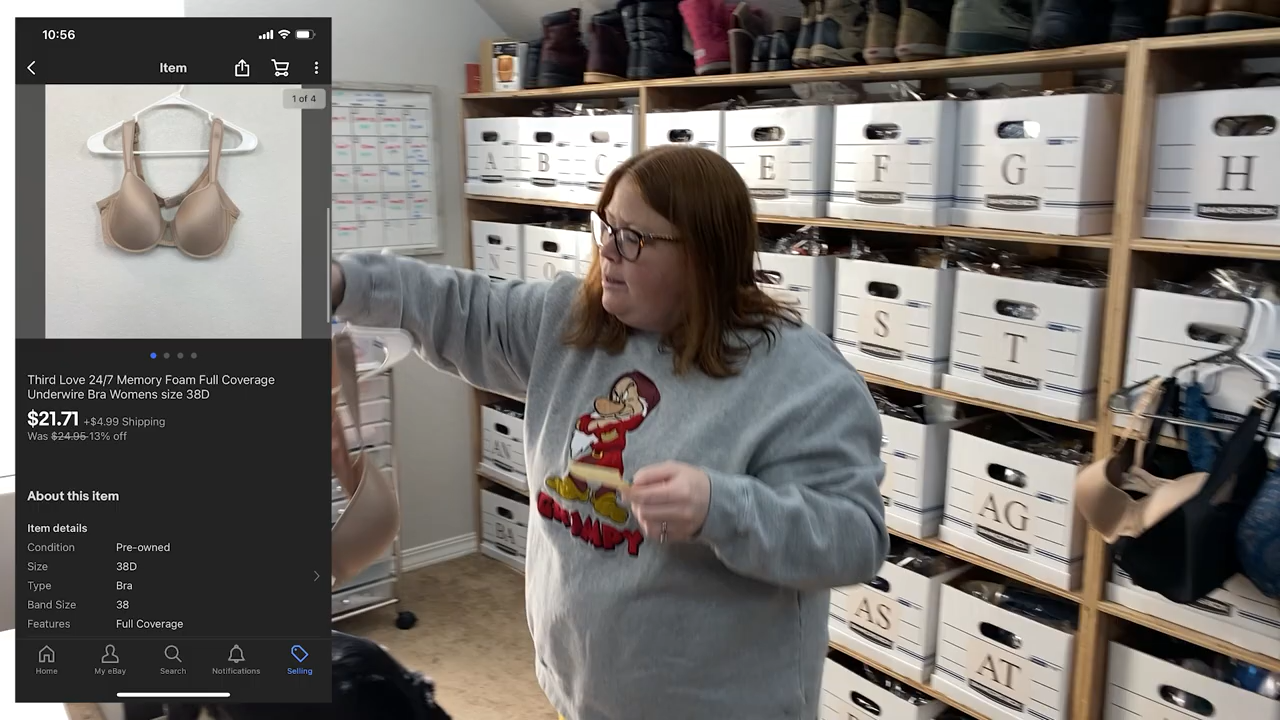 10:56
Item
1 of 4
Third Love 24/7 Memory Foam Full Coverage
Underwire Bra Womens size 38D
$21.71 +$4.99 Shipping
Was $24.95 13% off
About this item
Item details
Condition Pre-owned
Size 38D
Type Bra
Band Size 38
Features Full Coverage
Home My eBay Search Notifications Selling
A B C E F G H
N O S T
AN AG
BA AS AT
GRUMPY